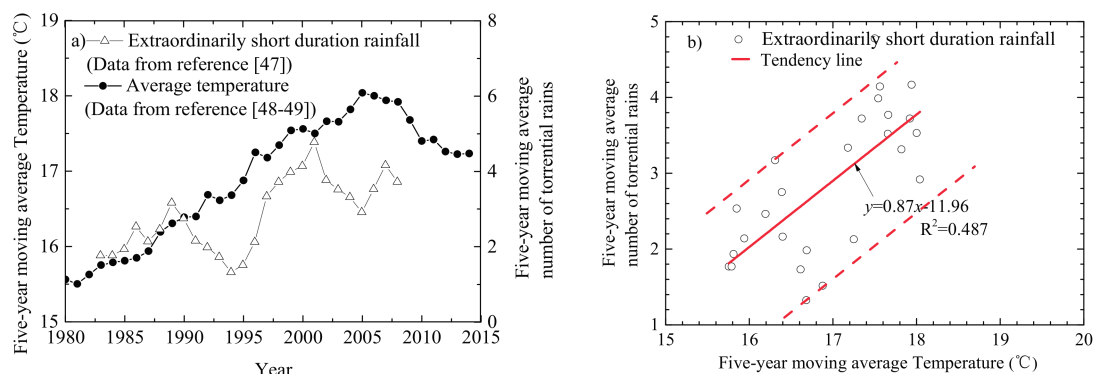 Five-year moving average Temperature (℃)
19
18
17
16
15
a)
Extraordinarily short duration rainfall
(Data from reference [47])
Average temperature
(Data from reference [48-49])
8
6
4
2
0
Five-year moving average
number of torrential rains
1980 1985 1990 1995 2000 2005 2010 2015
Year
Five-year moving average
number of torrential rains
5
4
3
2
1
b)
Extraordinarily short duration rainfall
Tendency line
y=0.87x-11.96
R²=0.487
15 16 17 18 19 20
Five-year moving average Temperature (℃)